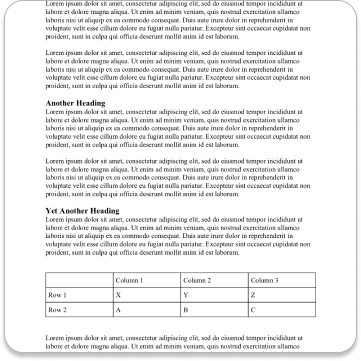 Lorem ipsum dolor sit amet, consectetur adipiscing elit, sed do eiusmod tempor incididunt ut
labore et dolore magna aliqua. Ut enim ad minim veniam, quis nostrud exercitation ullamco
laboris nisi ut aliquip ex ea commodo consequat. Duis aute irure dolor in reprehenderit in
voluptate velit esse cillum dolore eu fugiat nulla pariatur. Excepteur sint occaecat cupidatat non
proident, sunt in culpa qui officia deserunt mollit anim id est laborum.
Lorem ipsum dolor sit amet, consectetur adipiscing elit, sed do eiusmod tempor incididunt ut
labore et dolore magna aliqua. Ut enim ad minim veniam, quis nostrud exercitation ullamco
laboris nisi ut aliquip ex ea commodo consequat. Duis aute irure dolor in reprehenderit in
voluptate velit esse cillum dolore eu fugiat nulla pariatur. Excepteur sint occaecat cupidatat non
proident, sunt in culpa qui officia deserunt mollit anim id est laborum.
Another Heading
Lorem ipsum dolor sit amet, consectetur adipiscing elit, sed do eiusmod tempor incididunt ut
labore et dolore magna aliqua. Ut enim ad minim veniam, quis nostrud exercitation ullamco
laboris nisi ut aliquip ex ea commodo consequat. Duis aute irure dolor in reprehenderit in
voluptate velit esse cillum dolore eu fugiat nulla pariatur. Excepteur sint occaecat cupidatat non
proident, sunt in culpa qui officia deserunt mollit anim id est laborum.
Lorem ipsum dolor sit amet, consectetur adipiscing elit, sed do eiusmod tempor incididunt ut
labore et dolore magna aliqua. Ut enim ad minim veniam, quis nostrud exercitation ullamco
laboris nisi ut aliquip ex ea commodo consequat. Duis aute irure dolor in reprehenderit in
voluptate velit esse cillum dolore eu fugiat nulla pariatur. Excepteur sint occaecat cupidatat non
proident, sunt in culpa qui officia deserunt mollit anim id est laborum.
Yet Another Heading
Lorem ipsum dolor sit amet, consectetur adipiscing elit, sed do eiusmod tempor incididunt ut
labore et dolore magna aliqua. Ut enim ad minim veniam, quis nostrud exercitation ullamco
laboris nisi ut aliquip ex ea commodo consequat. Duis aute irure dolor in reprehenderit in
voluptate velit esse cillum dolore eu fugiat nulla pariatur. Excepteur sint occaecat cupidatat non
proident, sunt in culpa qui officia deserunt mollit anim id est laborum.
Column 1 Column 2 Column 3
Row 1 X Y Z
Row 2 A B C
Lorem ipsum dolor sit amet, consectetur adipiscing elit, sed do eiusmod tempor incididunt ut
labore et dolore magna aliqua. Ut enim ad minim veniam, quis nostrud exercitation ullamco